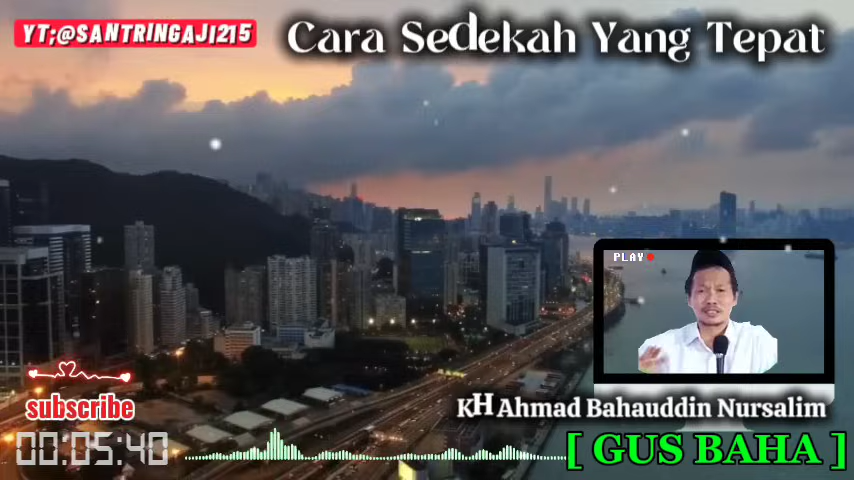 YT;@SANTRINGAJI215
Cara Sedekah Yang Tepat
PLAY
subscribe
KH Ahmad Bahauddin Nursalim
00:05:40
[ GUS BAHA ]